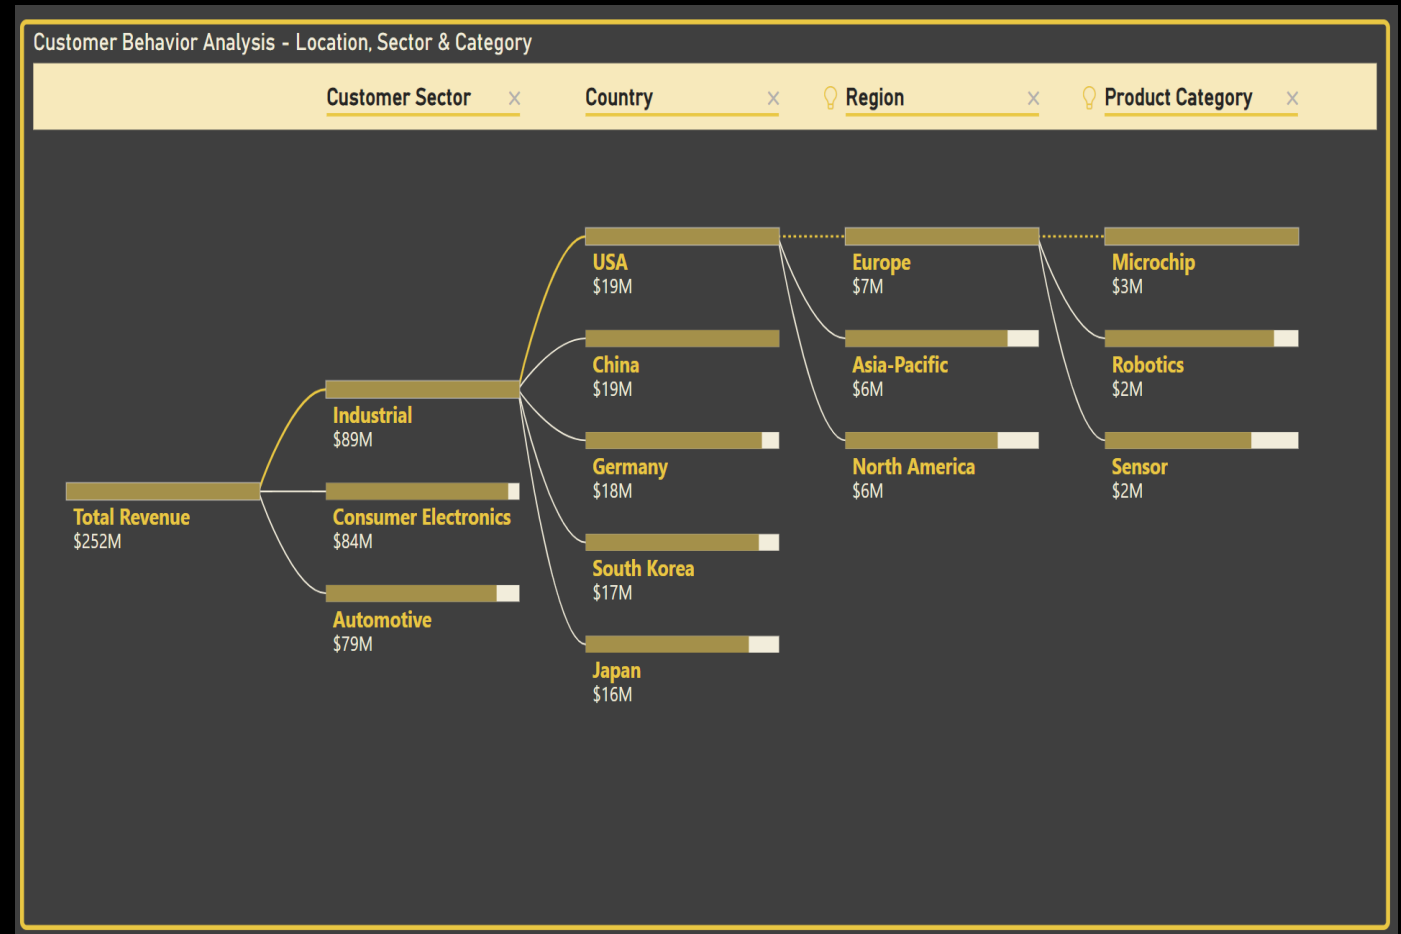 Customer Behavior Analysis - Location, Sector & Category
Customer Sector
Country
Region
Product Category
Total Revenue
$252M
Industrial
$89M
Consumer Electronics
$84M
Automotive
$79M
USA
$19M
China
$19M
Germany
$18M
South Korea
$17M
Japan
$16M
Europe
$7M
Asia-Pacific
$6M
North America
$6M
Microchip
$3M
Robotics
$2M
Sensor
$2M